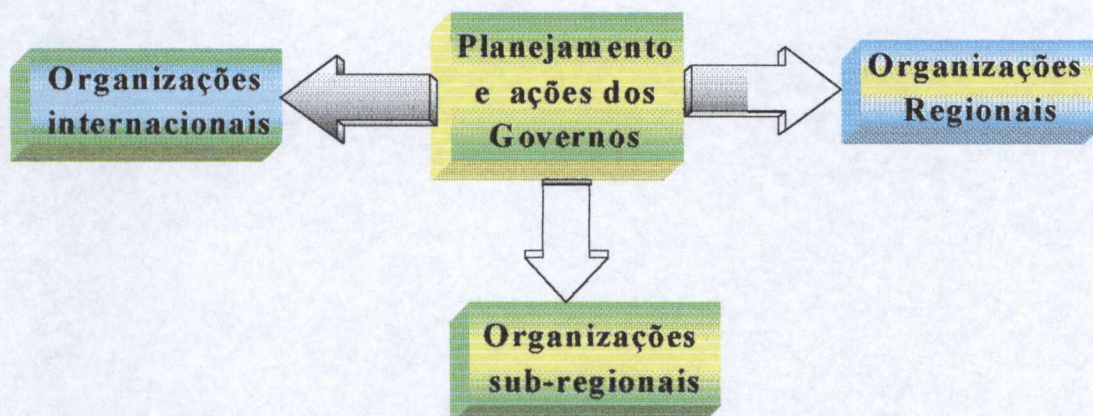 Planejamento
e ações dos
Governos
Organizações
internacionais
Organizações
Regionais
Organizações
sub-regionais